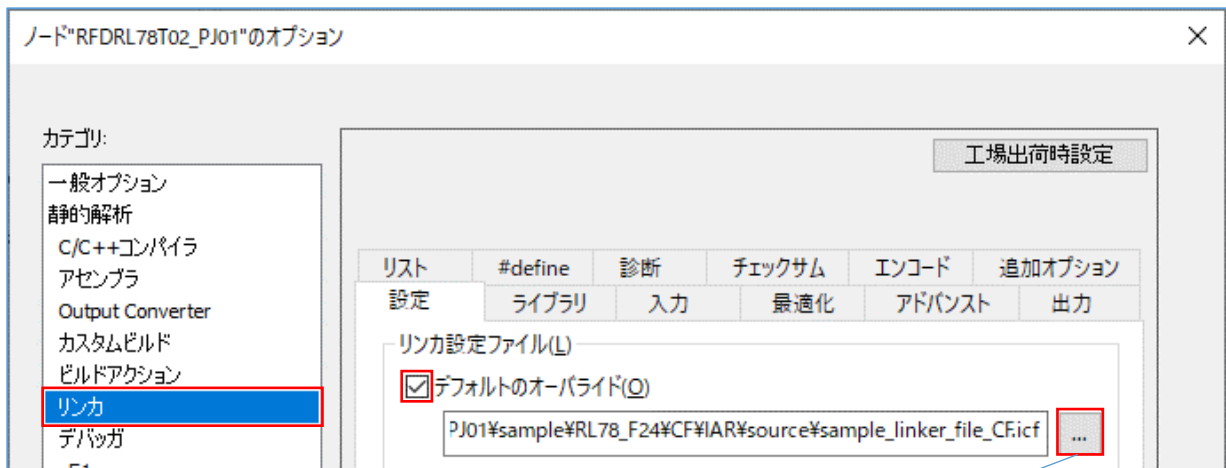 ノード"RFDRL78T02_PJ01"のオプション
カテゴリ:
工場出荷時設定
一般オプション
静的解析
C/C++コンパイラ
アセンブラ
Output Converter
カスタムビルド
ビルドアクション
リンカ
デバッガ
リスト #define 診断 チェックサム エンコード 追加オプション
設定 ライブラリ 入力 最適化 アドバンスト 出力
リンカ設定ファイル(L)
デフォルトのオーバライド(O)
PJ01¥sample¥RL78_F24¥CF¥IAR¥source¥sample_linker_file_CF.icf ...